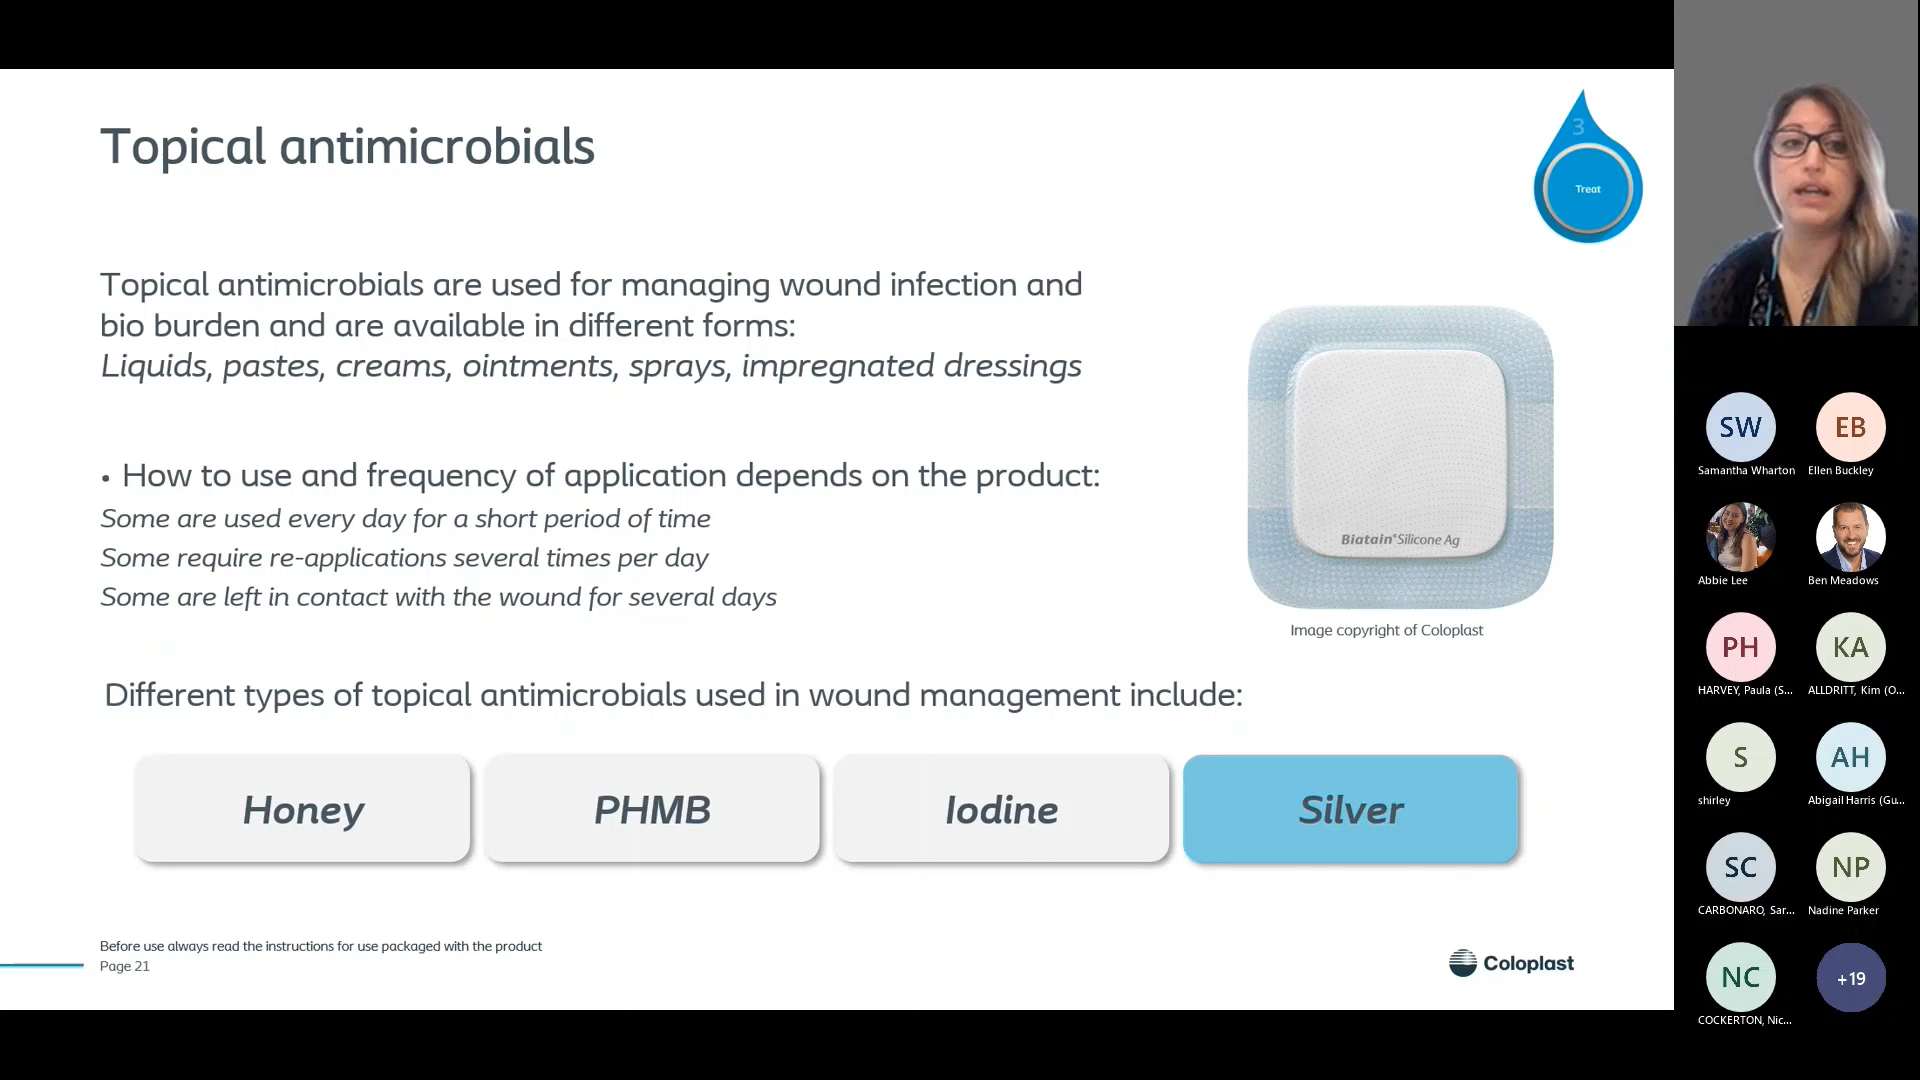 Topical antimicrobials
3
Treat
Topical antimicrobials are used for managing wound infection and
bio burden and are available in different forms:
Liquids, pastes, creams, ointments, sprays, impregnated dressings
• How to use and frequency of application depends on the product:
Some are used every day for a short period of time
Some require re-applications several times per day
Some are left in contact with the wound for several days
Biatain® Silicone Ag
Image copyright of Coloplast
Different types of topical antimicrobials used in wound management include:
Honey
PHMB
Iodine
Silver
Before use always read the instructions for use packaged with the product
Page 21
Coloplast
SW
Samantha Wharton
EB
Ellen Buckley
Abbie Lee
Ben Meadows
PH
HARVEY, Paula (S...
KA
ALLDRITT, Kim (O...
S
shirley
AH
Abigail Harris (Gu...
SC
CARBONARO, Sar...
NP
Nadine Parker
NC
COCKERTON, Nic...
+19